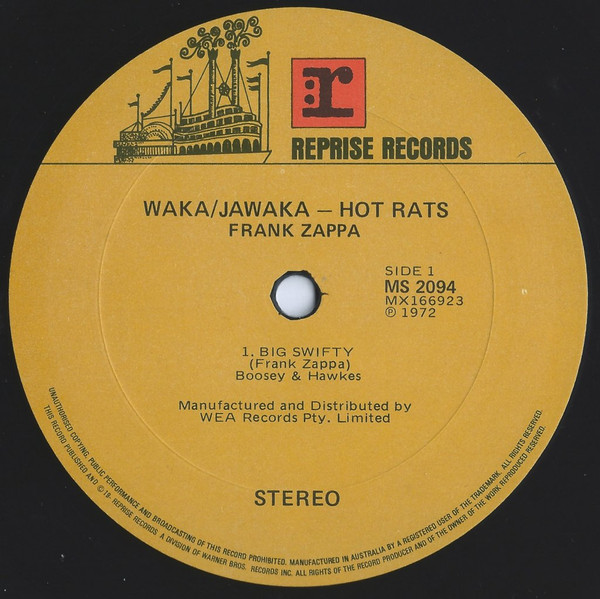 r
REPRISE RECORDS
WAKA/JAWAKA – HOT RATS
FRANK ZAPPA
SIDE 1
MS 2094
MX166923
℗ 1972
1. BIG SWIFTY
(Frank Zappa)
Boosey & Hawkes
Manufactured and Distributed by
WEA Records Pty. Limited
STEREO
UNAUTHORISED COPYING, PUBLIC PERFORMANCE AND BROADCASTING OF THIS RECORD PROHIBITED. MANUFACTURED IN AUSTRALIA BY A REGISTERED USER OF THE TRADEMARK. ALL RIGHTS RESERVED.
THIS RECORD PUBLISHED AND © 19- REPRISE RECORDS. A DIVISION OF WARNER BROS. RECORDS INC. ALL RIGHTS OF THE RECORD PRODUCER AND OF THE OWNER OF THE WORK REPRODUCED RESERVED.